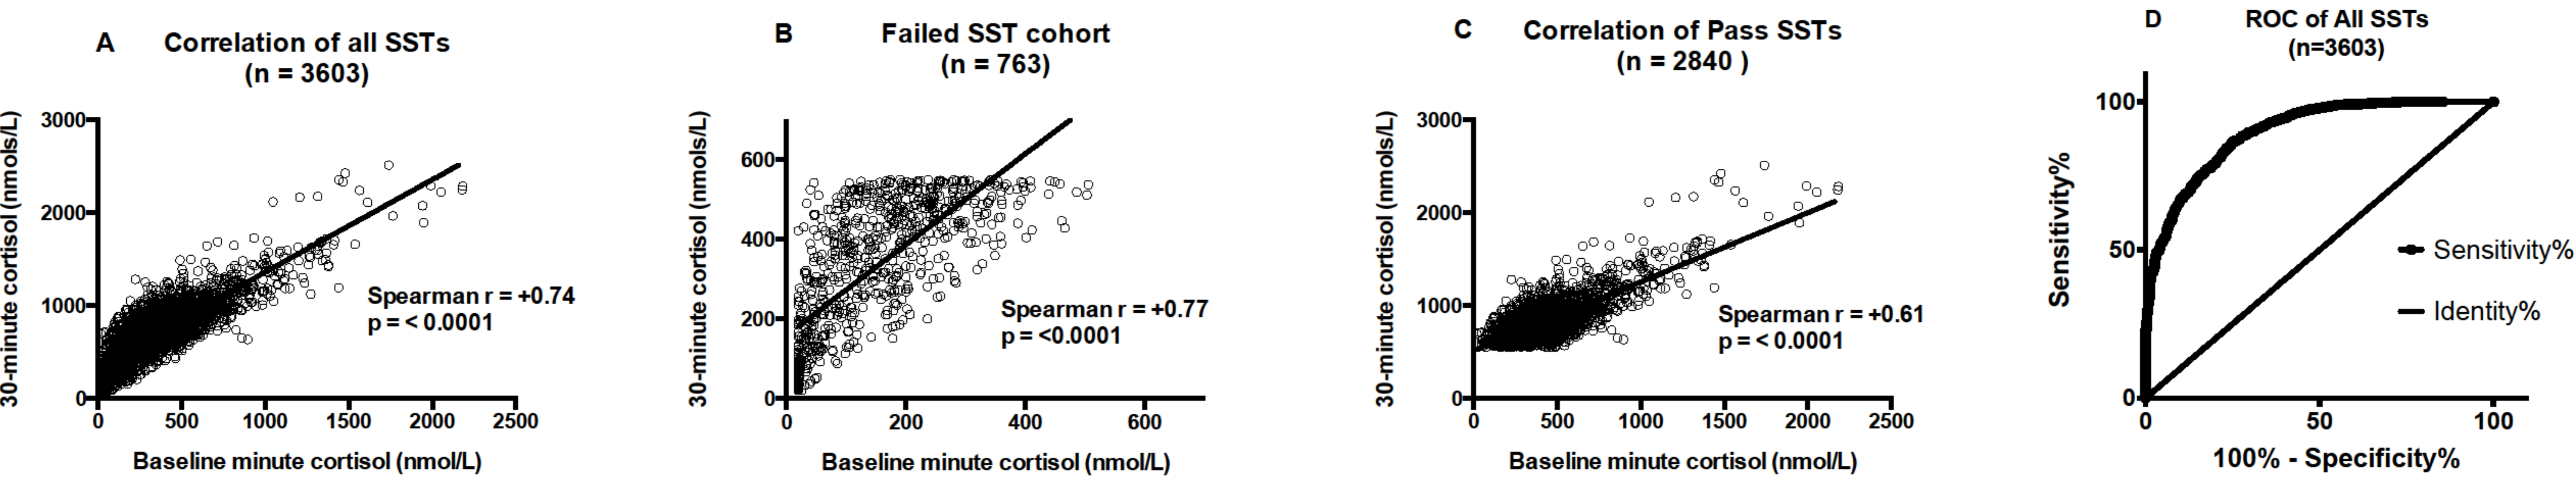 A Correlation of all SSTs
(n = 3603)
30-minute cortisol (nmols/L)
3000
2000
1000
0
0 500 1000 1500 2000 2500
Spearman r = +0.74
p = < 0.0001
Baseline minute cortisol (nmol/L)
B Failed SST cohort
(n = 763)
30-minute cortisol (nmols/L)
600
400
200
0
0 200 400 600
Spearman r = +0.77
p = <0.0001
Baseline minute cortisol (nmol/L)
C Correlation of Pass SSTs
(n = 2840 )
30-minute cortisol (nmols/L)
3000
2000
1000
0
0 500 1000 1500 2000 2500
Spearman r = +0.61
p = < 0.0001
Baseline minute cortisol (nmol/L)
D ROC of All SSTs
(n=3603)
Sensitivity%
100
50
0
0 50 100
Sensitivity%
Identity%
100% - Specificity%